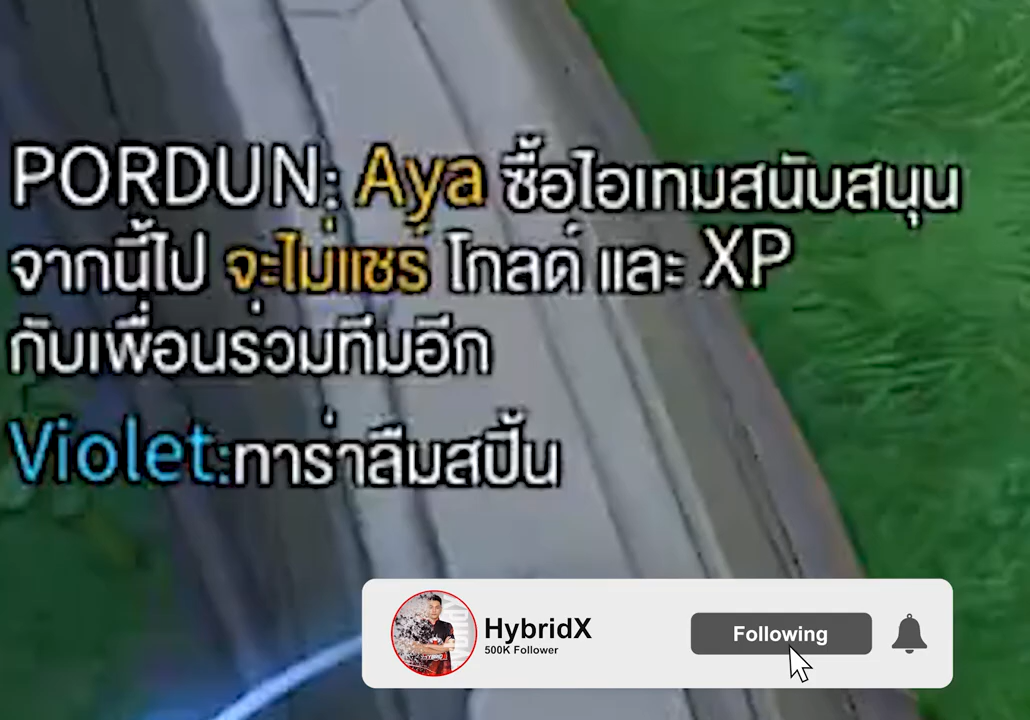 PORDUN: Aya ซื้อไอเทมสนับสนุน
จากนี้ไป จะไม่แชร์ โกลด์ และ XP
กับเพื่อนร่วมทีมอีก
Violet:ทาร่าลืมสปิ้น
HybridX
500K Follower
Following